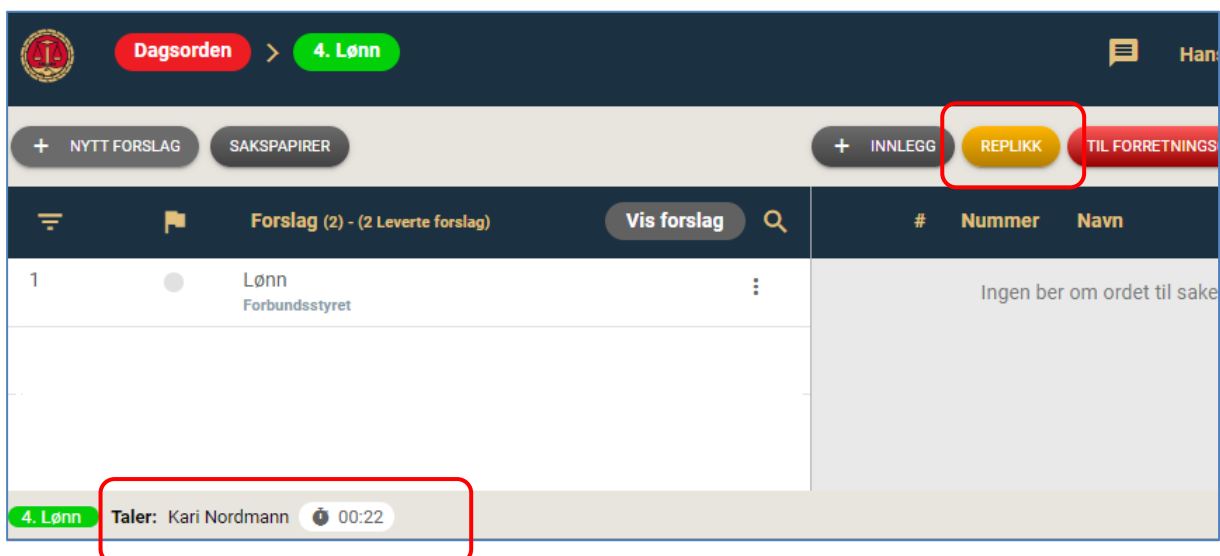 Dagsorden > 4. Lønn Hans
+ NYTT FORSLAG SAKSPAPIRER + INNLEGG REPLIKK TIL FORRETNINGS
Forslag (2) - (2 Leverte forslag) Vis forslag # Nummer Navn
1 Lønn Ingen ber om ordet til sake
Forbundsstyret
4. Lønn Taler: Kari Nordmann 00:22